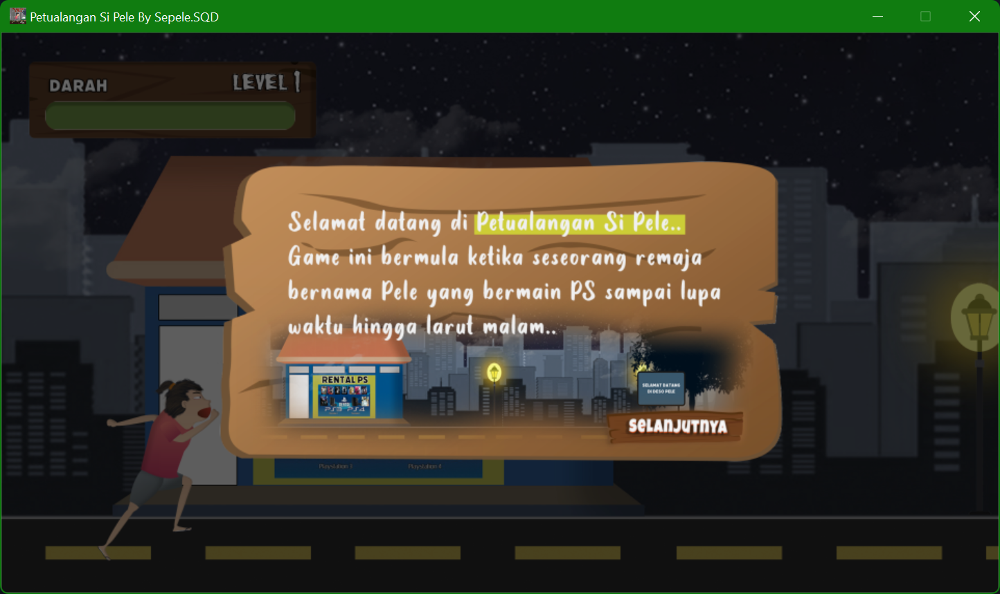 Petualangan Si Pele By Sepele.SQD
DARAH
LEVEL 1
Selamat datang di Petualangan Si Pele..
Game ini bermula ketika seseorang remaja
bernama Pele yang bermain PS sampai lupa
waktu hingga larut malam..
RENTAL PS
PS3 PS4
SELAMAT DATANG
DI DESO PELE
SELANJUTNYA
Playstation 3
Playstation 4